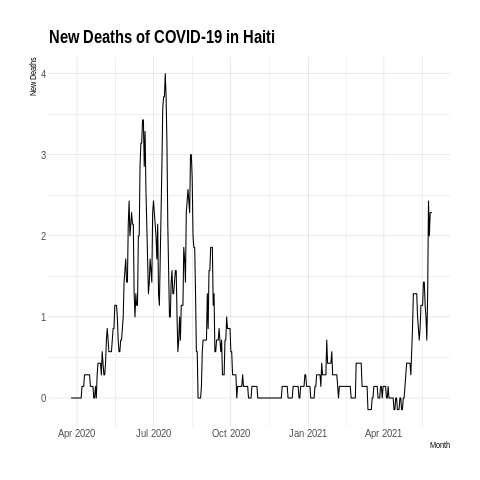 New Deaths of COVID-19 in Haiti
New Deaths
4
3
2
1
0
Apr 2020 Jul 2020 Oct 2020 Jan 2021 Apr 2021
Month